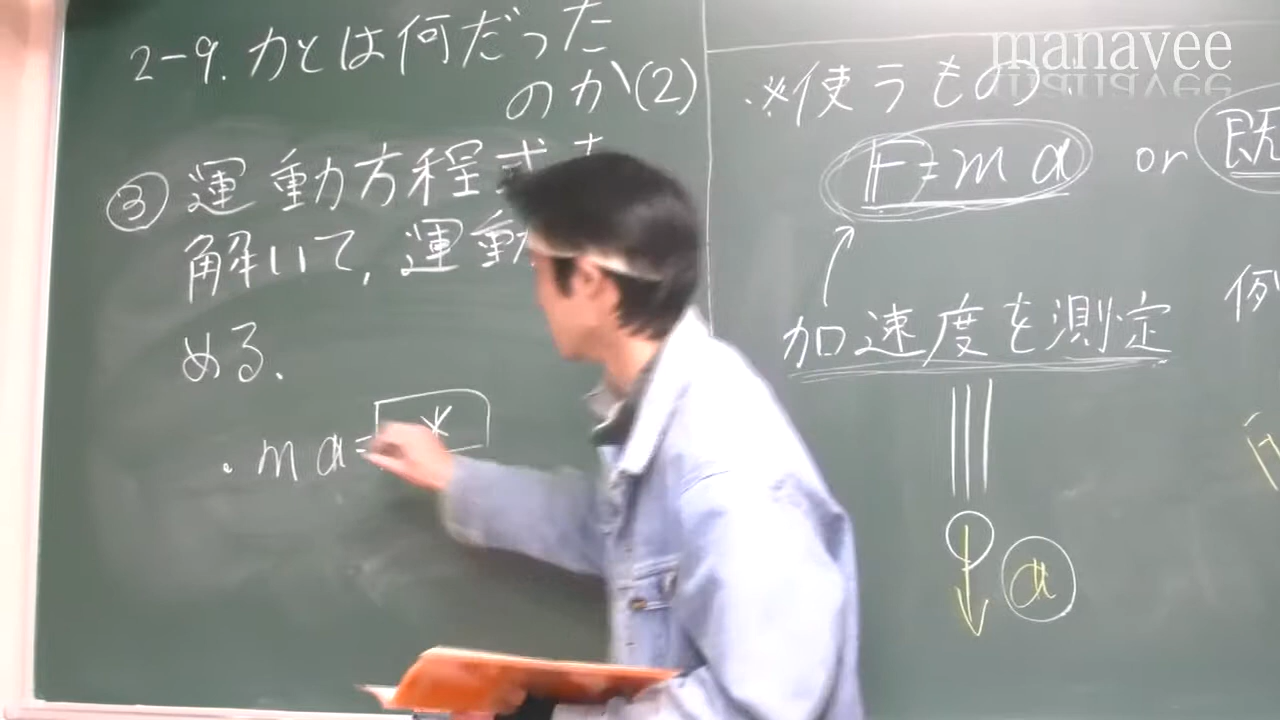 2-9. 力とは何だった
のか(2)
③ 運動方程式を
解いて, 運動
める.
・ma=*
manavee
※使うもの
F=ma or 既
加速度を測定
例
a